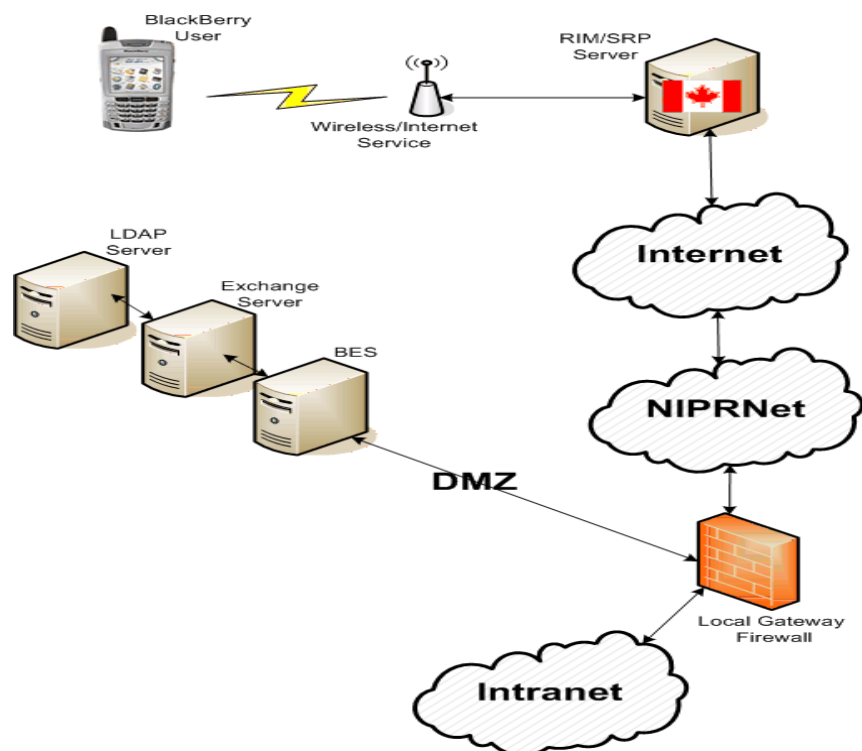 BlackBerry
User
RIM/SRP
Server
Wireless/Internet
Service
Internet
LDAP
Server
Exchange
Server
BES
NIPRNet
DMZ
Local Gateway
Firewall
Intranet